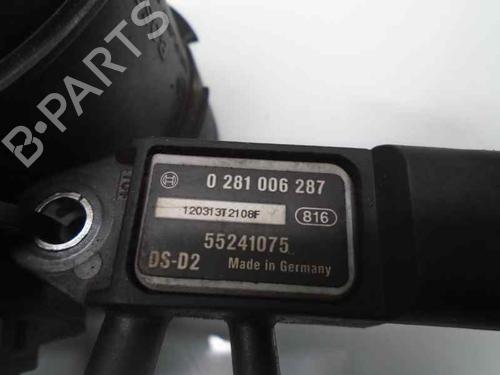 B-PARTS
0 281 006 287
120313T2108F
816
55241075
DS-D2 Made in Germany